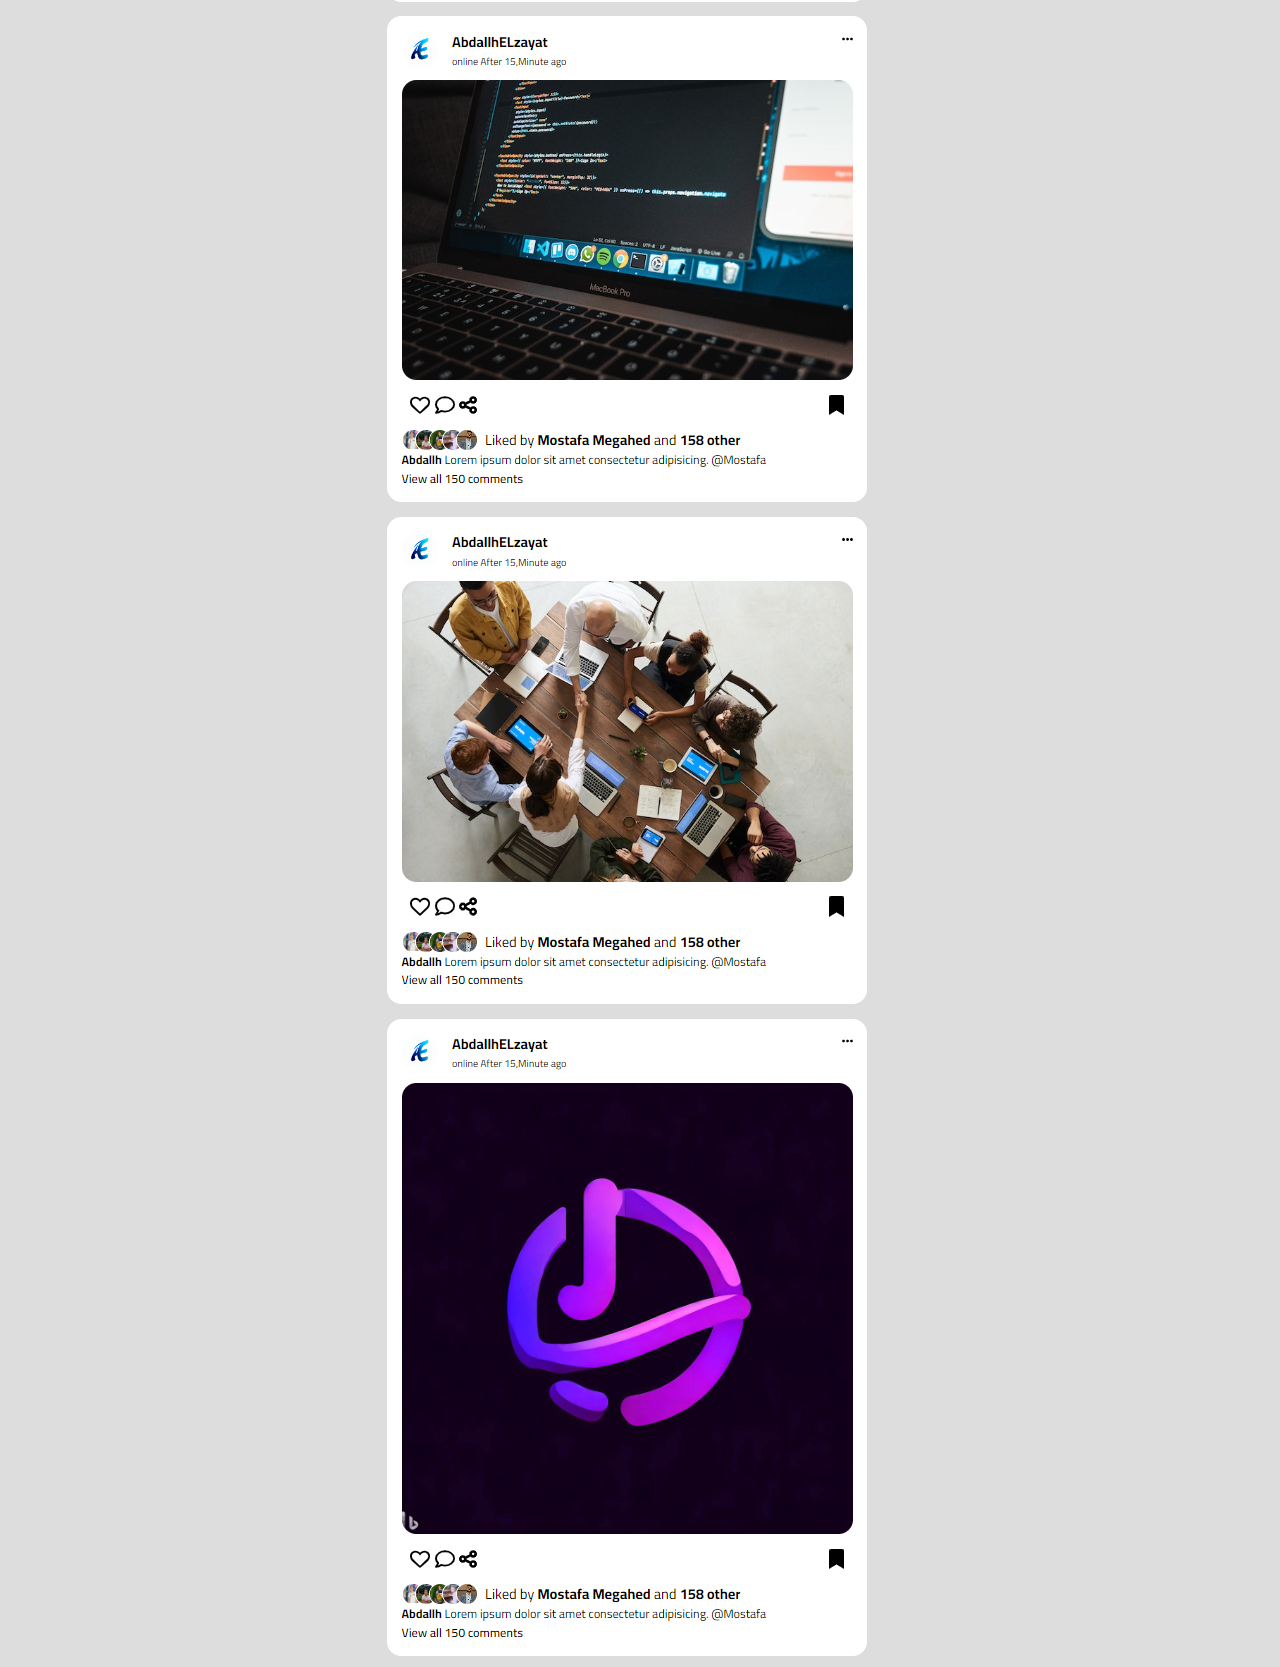 AbdallhELzayat
online After 15,Minute ago
MacBook Pro
Liked by Mostafa Megahed and 158 other
Abdallh Lorem ipsum dolor sit amet consectetur adipisicing. @Mostafa
View all 150 comments
AbdallhELzayat
online After 15,Minute ago
Liked by Mostafa Megahed and 158 other
Abdallh Lorem ipsum dolor sit amet consectetur adipisicing. @Mostafa
View all 150 comments
AbdallhELzayat
online After 15,Minute ago
Liked by Mostafa Megahed and 158 other
Abdallh Lorem ipsum dolor sit amet consectetur adipisicing. @Mostafa
View all 150 comments